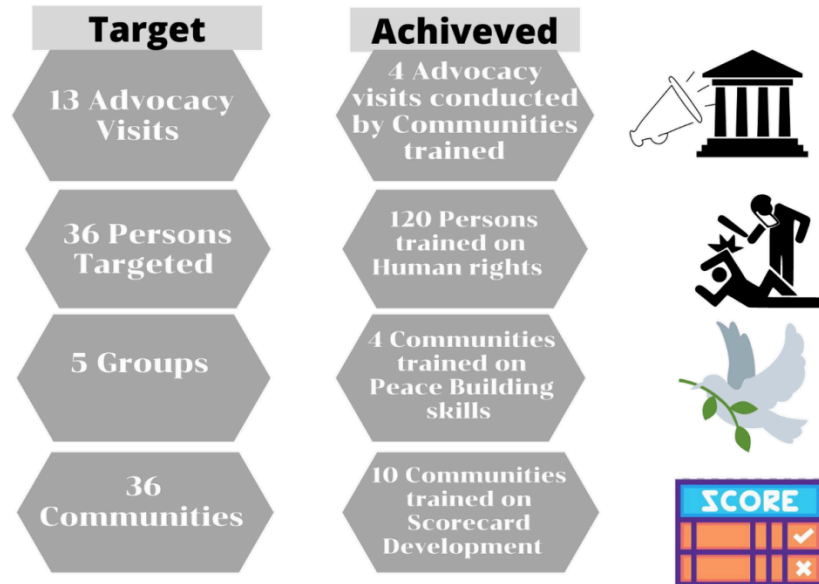 Target
Achiveved
13 Advocacy
Visits
4 Advocacy
visits conducted
by Communities
trained
36 Persons
Targeted
120 Persons
trained on
Human rights
5 Groups
4 Communities
trained on
Peace Building
skills
36
Communities
10 Communities
trained on
Scorecard
Development
SCORE